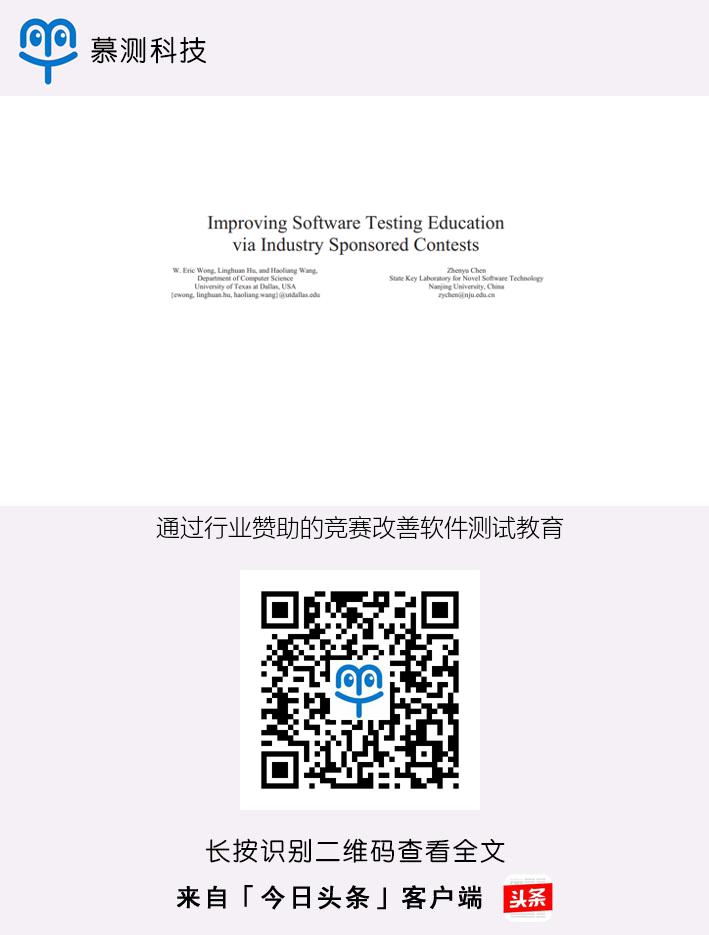 慕测科技
Improving Software Testing Education
via Industry Sponsored Contests
W. Eric Wong, Linghuan Hu, and Haoliang Wang,
Department of Computer Science
University of Texas at Dallas, USA
{ewong, linghuan.hu, haoliang.wang}@utdallas.edu
Zhenyu Chen
State Key Laboratory for Novel Software Technology
Nanjing University, China
zychen@nju.edu.cn
通过行业赞助的竞赛改善软件测试教育
长按识别二维码查看全文
来自「今日头条」客户端
头条